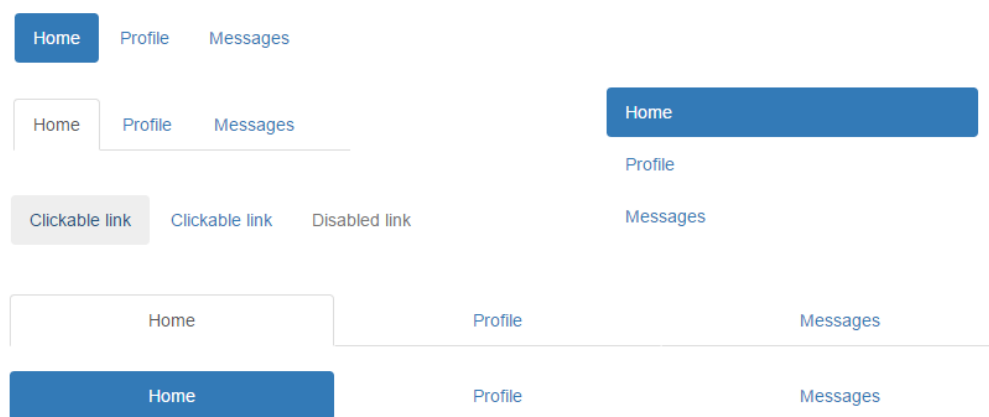 Home Profile Messages
Home Profile Messages
Home
Profile
Messages
Clickable link Clickable link Disabled link
Home Profile Messages
Home Profile Messages